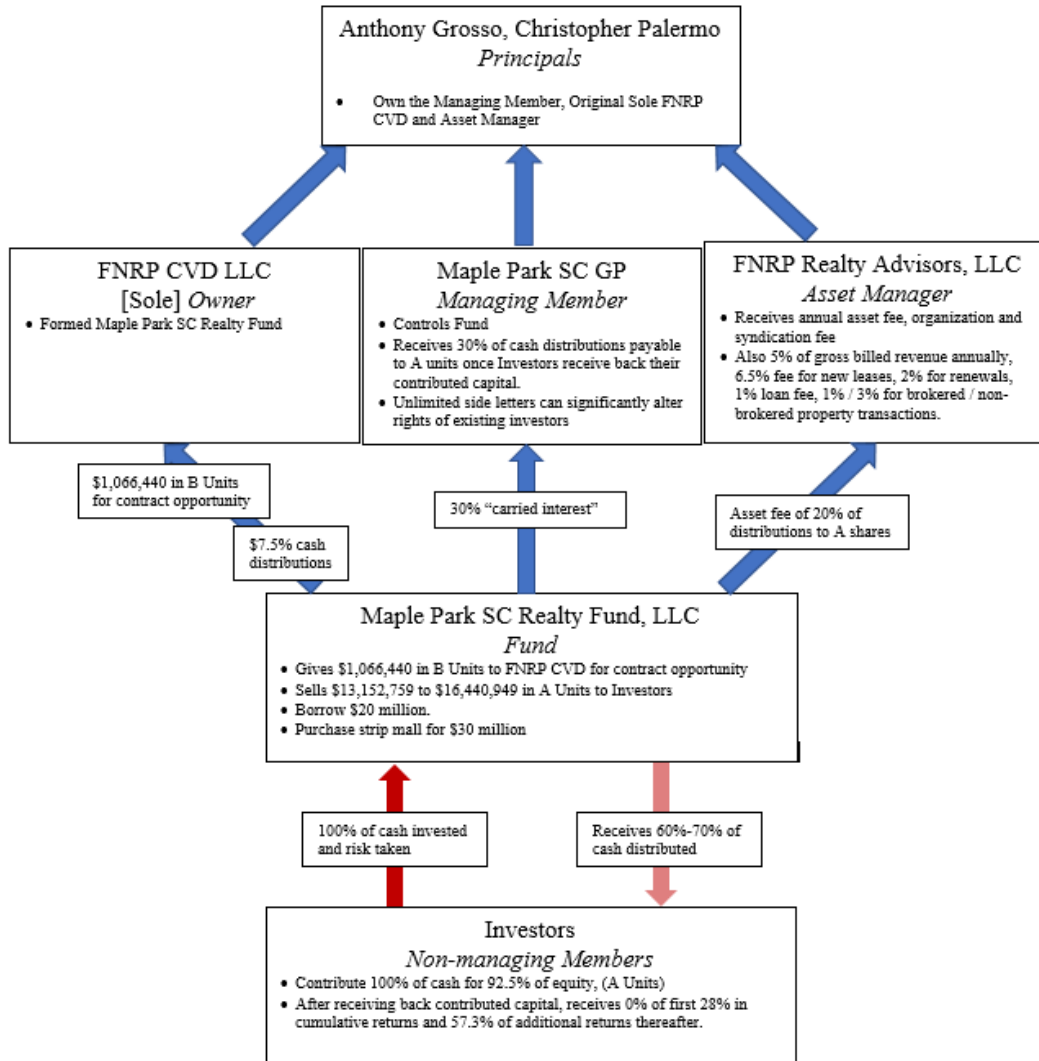 Anthony Grosso, Christopher Palermo
Principals
• Own the Managing Member, Original Sole FNRP
CVD and Asset Manager
FNRP CVD LLC
[Sole] Owner
• Formed Maple Park SC Realty Fund
Maple Park SC GP
Managing Member
• Controls Fund
• Receives 30% of cash distributions payable
to A units once Investors receive back their
contributed capital.
• Unlimited side letters can significantly alter
rights of existing investors
FNRP Realty Advisors, LLC
Asset Manager
• Receives annual asset fee, organization and
syndication fee
• Also 5% of gross billed revenue annually,
6.5% fee for new leases, 2% for renewals,
1% loan fee, 1% / 3% for brokered / non-
brokered property transactions.
$1,066,440 in B Units
for contract opportunity
$7.5% cash
distributions
30% “carried interest”
Asset fee of 20% of
distributions to A shares
Maple Park SC Realty Fund, LLC
Fund
• Gives $1,066,440 in B Units to FNRP CVD for contract opportunity
• Sells $13,152,759 to $16,440,949 in A Units to Investors
• Borrow $20 million.
• Purchase strip mall for $30 million
100% of cash invested
and risk taken
Receives 60%-70% of
cash distributed
Investors
Non-managing Members
• Contribute 100% of cash for 92.5% of equity, (A Units)
• After receiving back contributed capital, receives 0% of first 28% in
cumulative returns and 57.3% of additional returns thereafter.